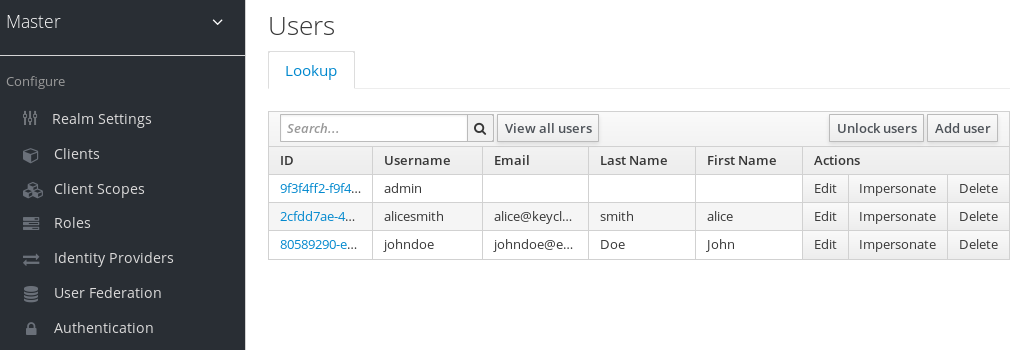 Master
Users
Lookup
Configure
Realm Settings
Clients
Client Scopes
Roles
Identity Providers
User Federation
Authentication
Search... View all users Unlock users Add user
ID Username Email Last Name First Name Actions
9f3f4ff2-f9f4... admin Edit Impersonate Delete
2cfdd7ae-4... alicesmith alice@keycl... smith alice Edit Impersonate Delete
80589290-e... johndoe johndoe@e... Doe John Edit Impersonate Delete